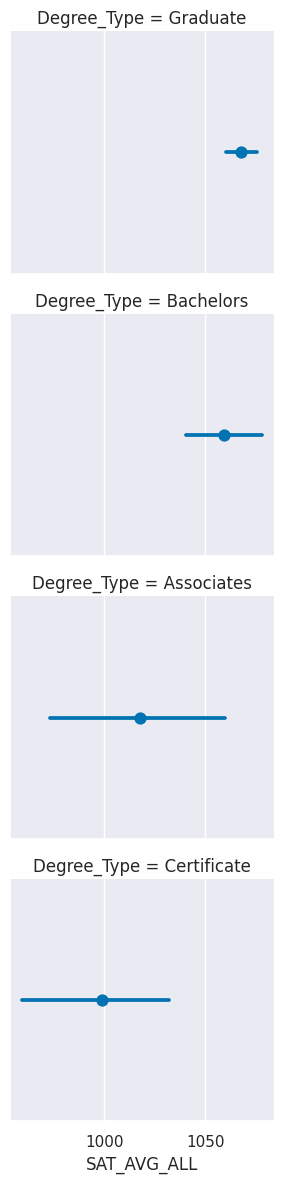 Degree_Type = Graduate
Degree_Type = Bachelors
Degree_Type = Associates
Degree_Type = Certificate
1000 1050
SAT_AVG_ALL